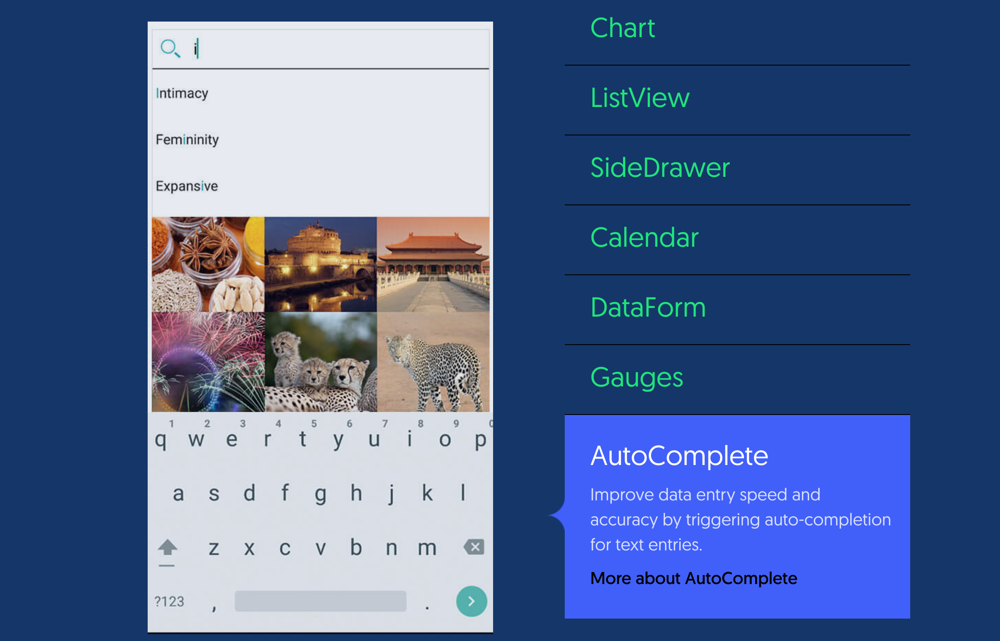 i
Intimacy
Femininity
Expansive
1 2 3 4 5 6 7 8 9 0
q w e r t y u i o p
a s d f g h j k l
z x c v b n m
?123 , .
Chart
ListView
SideDrawer
Calendar
DataForm
Gauges
AutoComplete
Improve data entry speed and
accuracy by triggering auto-completion
for text entries.
More about AutoComplete